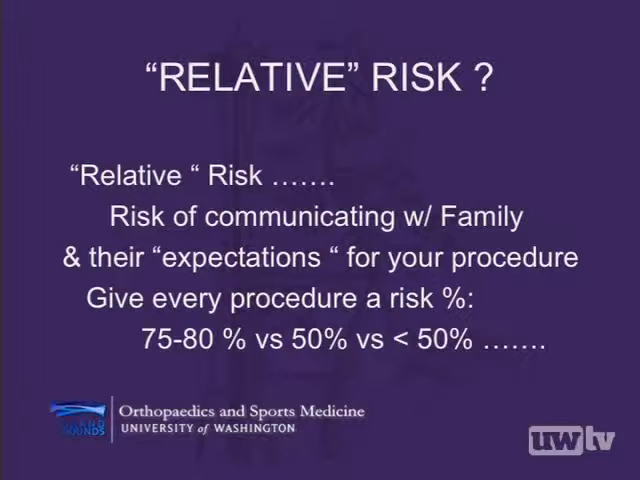 “RELATIVE” RISK ?
“Relative “ Risk …….
Risk of communicating w/ Family
& their “expectations “ for your procedure
Give every procedure a risk %:
75-80 % vs 50% vs < 50% …….
Orthopaedics and Sports Medicine
UNIVERSITY of WASHINGTON
uwtv